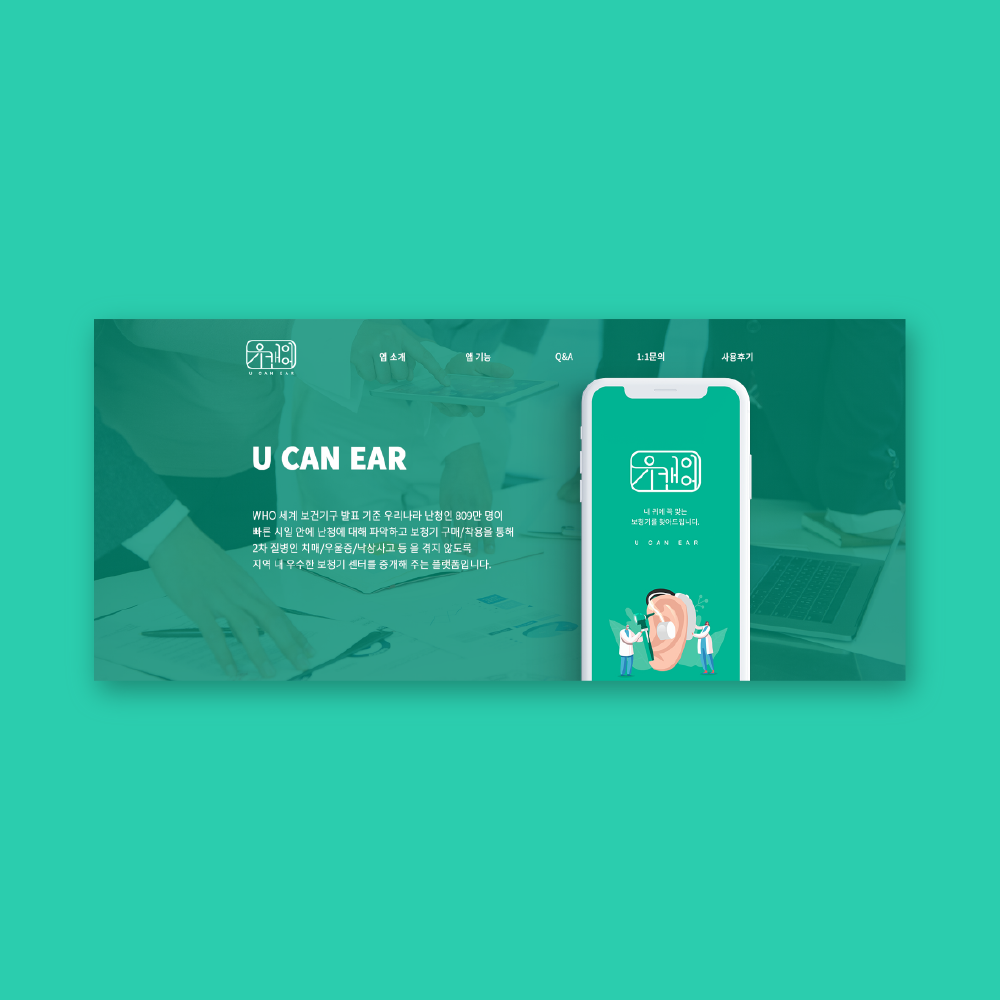 유캔이어
U CAN EAR
앱 소개
앱 기능
Q&A
1:1문의
사용후기
U CAN EAR
WHO 세계 보건기구 발표 기준 우리나라 난청인 809만 명이
빠른 시일 안에 난청에 대해 파악하고 보청기 구매/착용을 통해
2차 질병인 치매/우울증/낙상사고 등 을 겪지 않도록
지역 내 우수한 보청기 센터를 중개해 주는 플랫폼입니다.
유캔이어
내 귀에 꼭 맞는
보청기를 찾아드립니다.
U CAN EAR